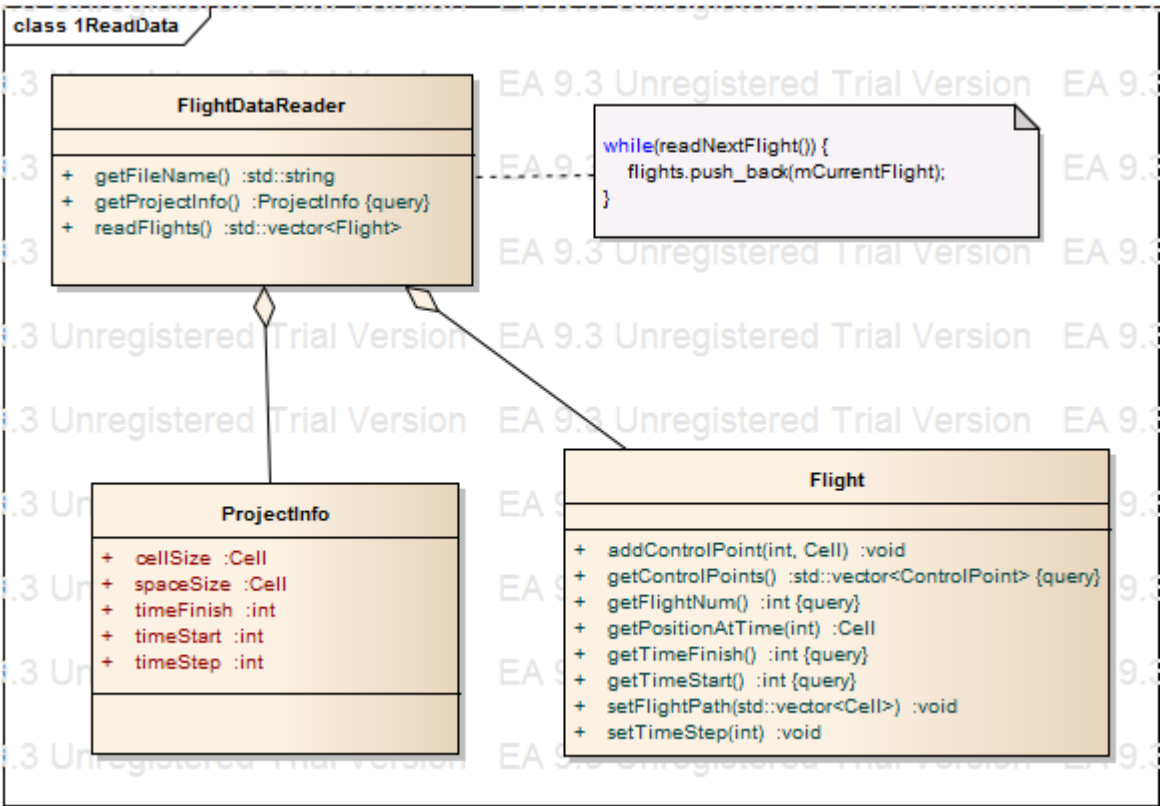 class 1ReadData
EA 9.3 Unregistered Trial Version
FlightDataReader
+ getFileName() :std::string
+ getProjectInfo() :ProjectInfo {query}
+ readFlights() :std::vector<Flight>
while(readNextFlight()) {
flights.push_back(mCurrentFlight);
}
ProjectInfo
+ cellSize :Cell
+ spaceSize :Cell
+ timeFinish :int
+ timeStart :int
+ timeStep :int
Flight
+ addControlPoint(int, Cell) :void
+ getControlPoints() :std::vector<ControlPoint> {query}
+ getFlightNum() :int {query}
+ getPositionAtTime(int) :Cell
+ getTimeFinish() :int {query}
+ getTimeStart() :int {query}
+ setFlightPath(std::vector<Cell>) :void
+ setTimeStep(int) :void